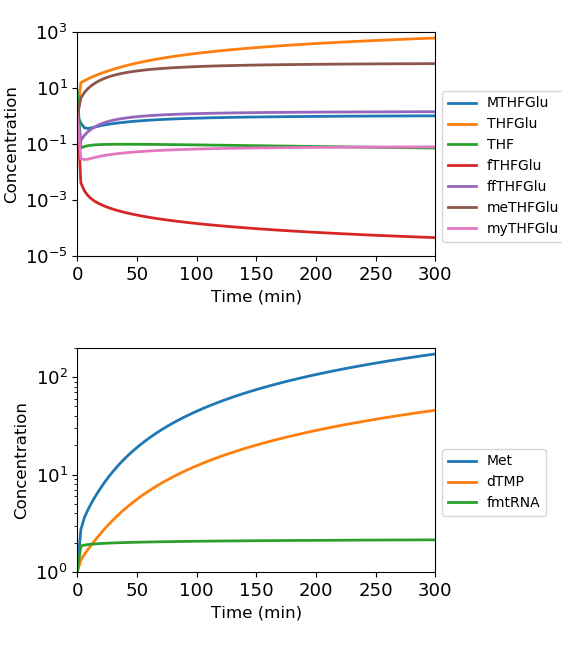 10³
10¹
10⁻¹
10⁻³
10⁻⁵
Concentration
0 50 100 150 200 250 300
Time (min)
MTHFGlu
THFGlu
THF
fTHFGlu
ffTHFGlu
meTHFGlu
myTHFGlu
10²
10¹
10⁰
Concentration
0 50 100 150 200 250 300
Time (min)
Met
dTMP
fmtRNA